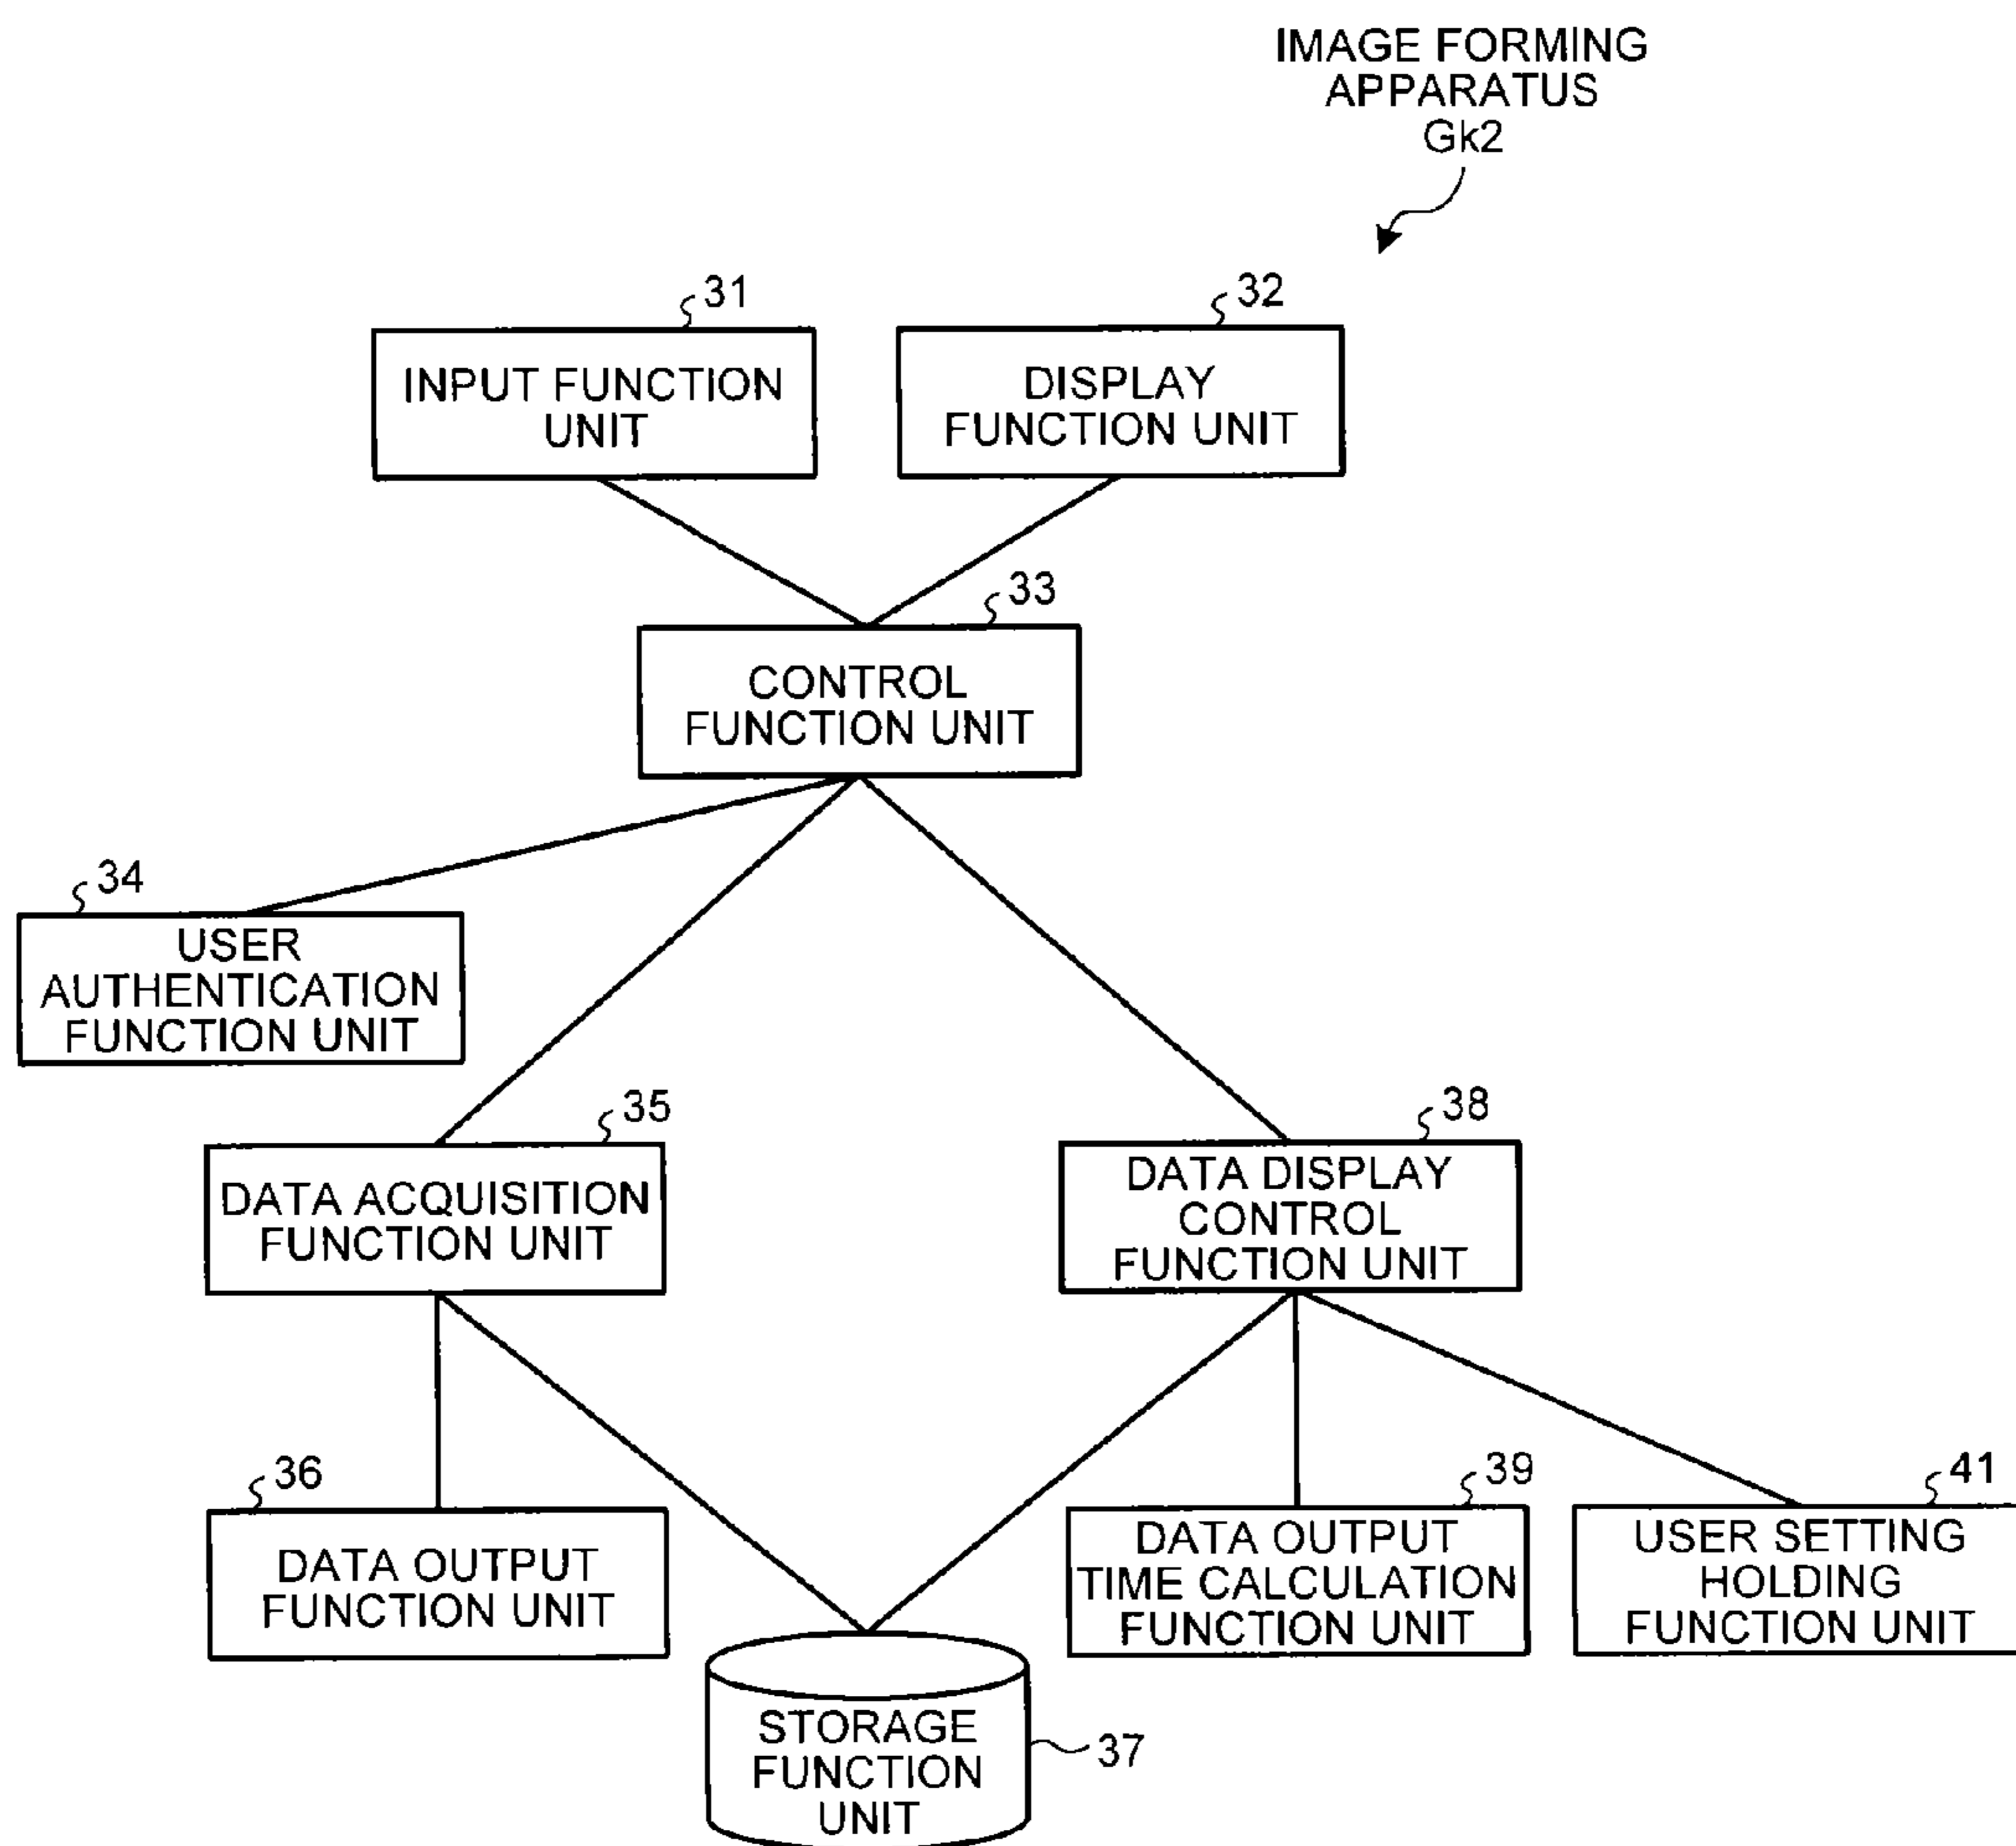 IMAGE FORMING
APPARATUS
Gk2
31
32
INPUT FUNCTION
UNIT
DISPLAY
FUNCTION UNIT
33
CONTROL
FUNCTION UNIT
34
USER
AUTHENTICATION
FUNCTION UNIT
35
38
DATA ACQUISITION
FUNCTION UNIT
DATA DISPLAY
CONTROL
FUNCTION UNIT
36
39
41
DATA OUTPUT
FUNCTION UNIT
DATA OUTPUT
TIME CALCULATION
FUNCTION UNIT
USER SETTING
HOLDING
FUNCTION UNIT
STORAGE
FUNCTION
UNIT
37